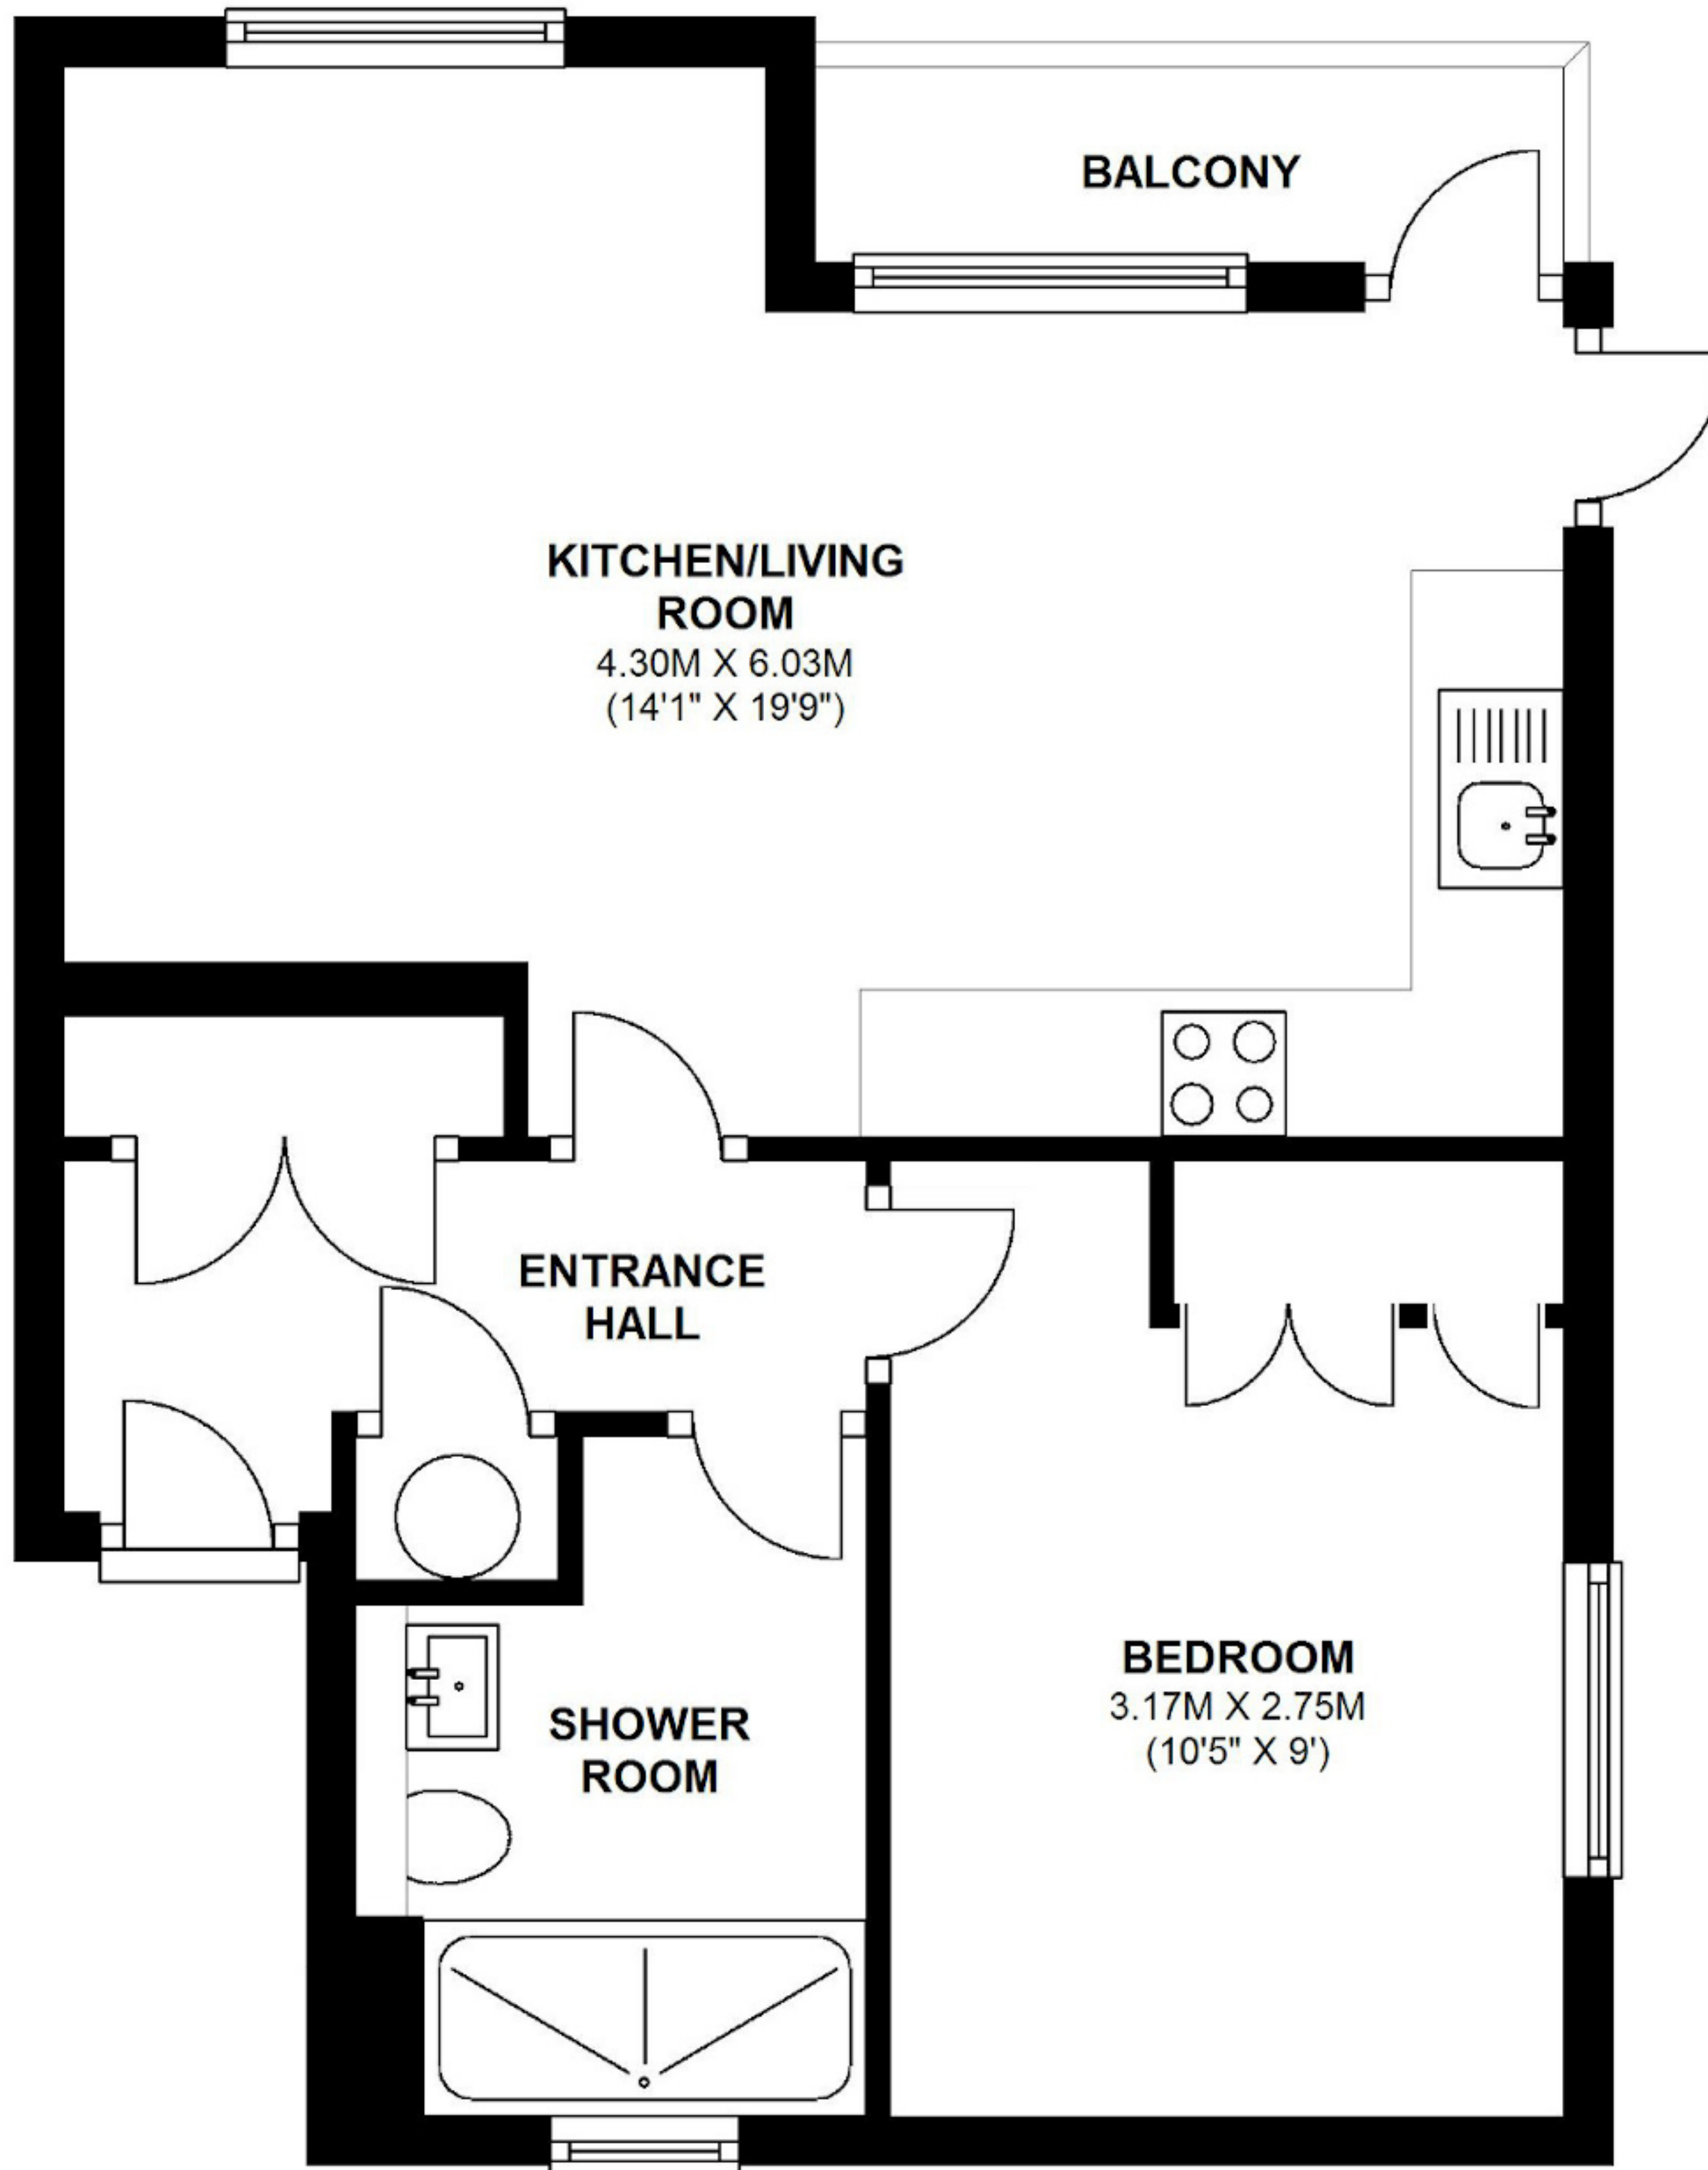 BALCONY
KITCHEN/LIVING
ROOM
4.30M X 6.03M
(14'1" X 19'9")
ENTRANCE
HALL
BEDROOM
3.17M X 2.75M
(10'5" X 9')
SHOWER
ROOM